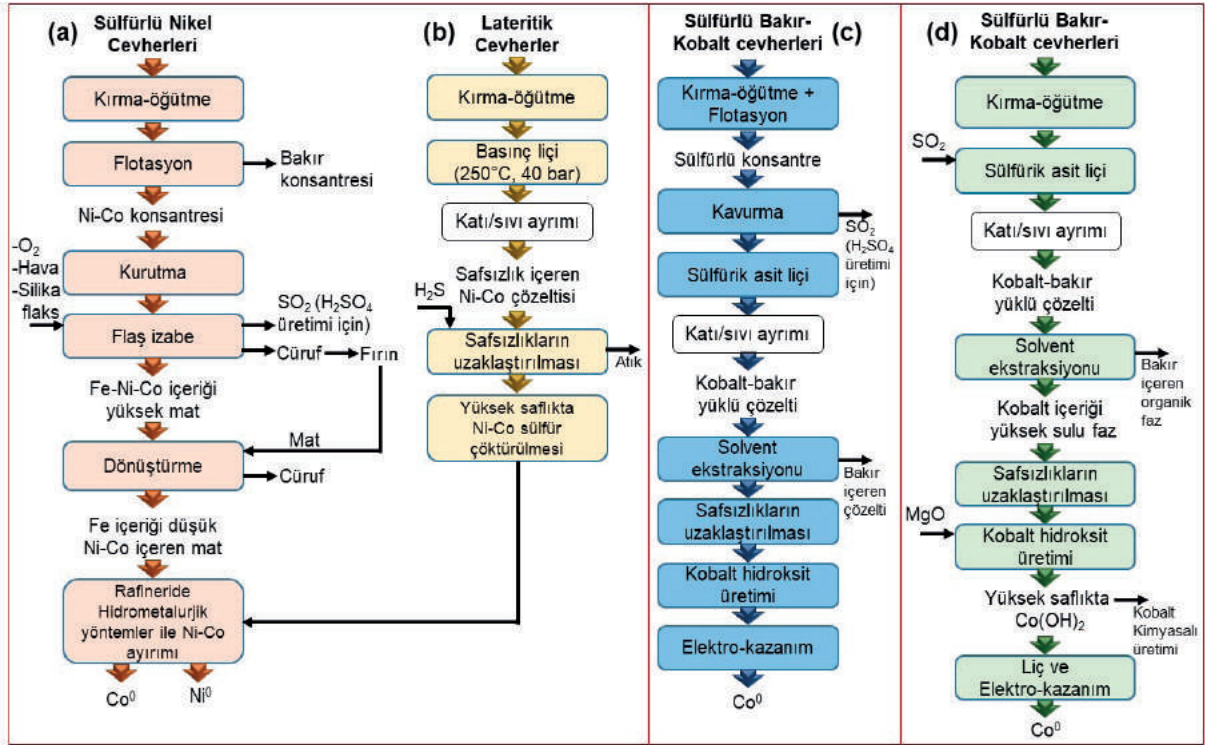 (a) Sülfürlü Nikel
Cevherleri
Kırma-öğütme
Flotasyon
Bakır
konsantresi
Ni-Co konsantresi
-O₂
-Hava
-Silika
flaks
Kurutma
Flaş izabe
SO₂ (H₂SO₄
üretimi için)
Cüruf
Fırın
Fe-Ni-Co içeriği
yüksek mat
Mat
Dönüştürme
Cüruf
Fe içeriği düşük
Ni-Co içeren mat
Rafineride
Hidrometalurjik
yöntemler ile Ni-Co
ayırımı
Co⁰
Ni⁰
(b) Lateritik
Cevherler
Kırma-öğütme
Basınç liçi
(250°C, 40 bar)
Katı/sıvı ayrımı
Safsızlık içeren
Ni-Co çözeltisi
H₂S
Safsızlıkların
uzaklaştırılması
Atık
Yüksek saflıkta
Ni-Co sülfür
çöktürülmesi
Sülfürlü Bakır-
Kobalt cevherleri (c)
Kırma-öğütme +
Flotasyon
Sülfürlü konsantre
Kavurma
SO₂
(H₂SO₄
üretimi
için)
Sülfürik asit liçi
Katı/sıvı ayrımı
Kobalt-bakır
yüklü çözelti
Solvent
ekstraksiyonu
Bakır
içeren
çözelti
Safsızlıkların
uzaklaştırılması
Kobalt hidroksit
üretimi
Elektro-kazanım
Co⁰
(d) Sülfürlü Bakır-
Kobalt cevherleri
Kırma-öğütme
SO₂
Sülfürik asit liçi
Katı/sıvı ayrımı
Kobalt-bakır
yüklü çözelti
Solvent
ekstraksiyonu
Bakır
içeren
organik
faz
Kobalt içeriği
yüksek sulu faz
Safsızlıkların
uzaklaştırılması
MgO
Kobalt hidroksit
üretimi
Yüksek saflıkta
Co(OH)₂
Kobalt
Kimyasalı
üretimi
Liç ve
Elektro-kazanım
Co⁰